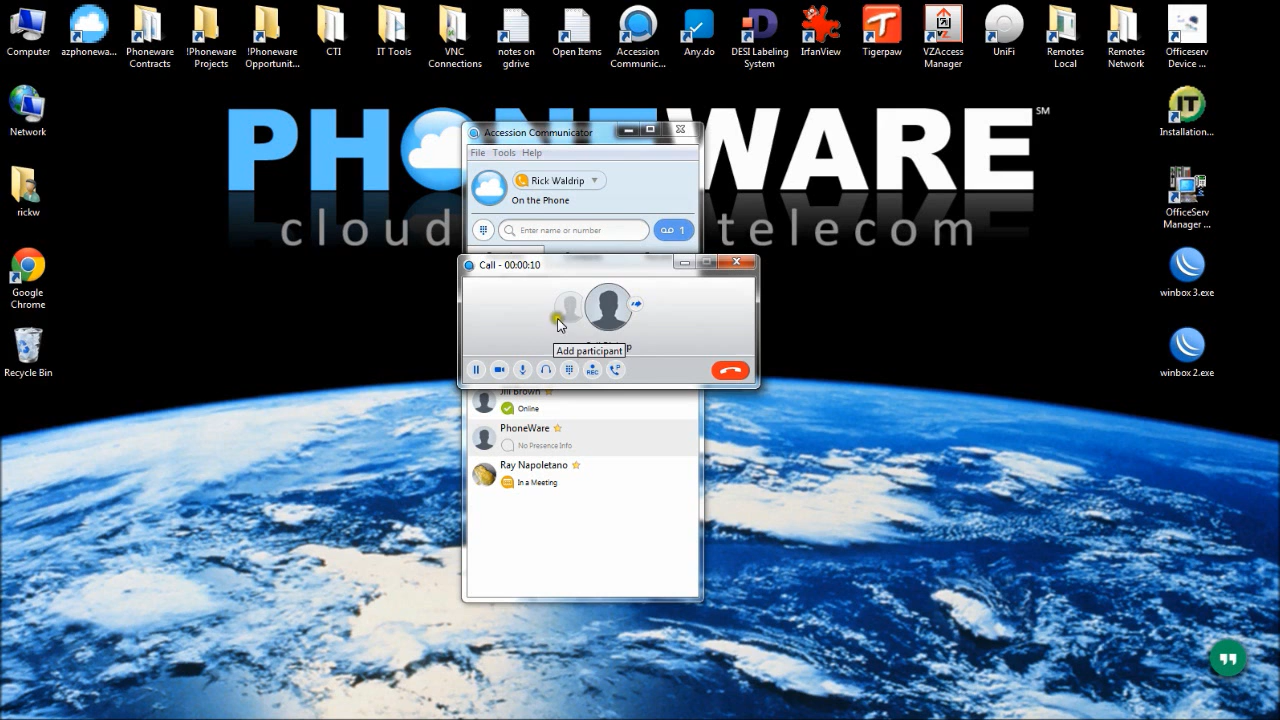 Computer
azphonewa...
Phoneware Contracts
!Phoneware Projects
!Phoneware Opportunit...
CTI
IT Tools
VNC Connections
notes on gdrive
Open Items
Accession Communic...
Any.do
DESI Labeling System
IrfanView
Tigerpaw
VZAccess Manager
UniFi
Remotes Local
Remotes Network
Officeserv Device ...
Network
rickw
Google Chrome
Recycle Bin
IT
Installation...
OfficeServ Manager ...
winbox 3.exe
winbox 2.exe
PHONEWARE SM
cloud telecom
Accession Communicator
File Tools Help
Rick Waldrip
On the Phone
Enter name or number
1
Call - 00:00:10
Add participant
REC
Jill Brown
Online
PhoneWare
No Presence Info
Ray Napoletano
In a Meeting